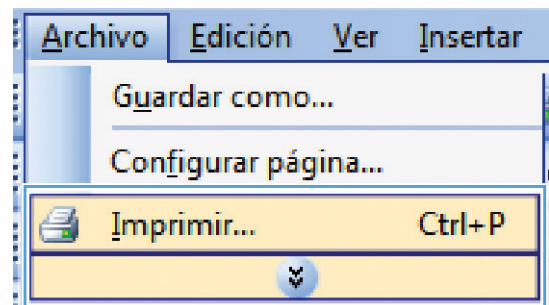 Archivo Edición Ver Insertar
Guardar como...
Configurar página...
Imprimir... Ctrl+P